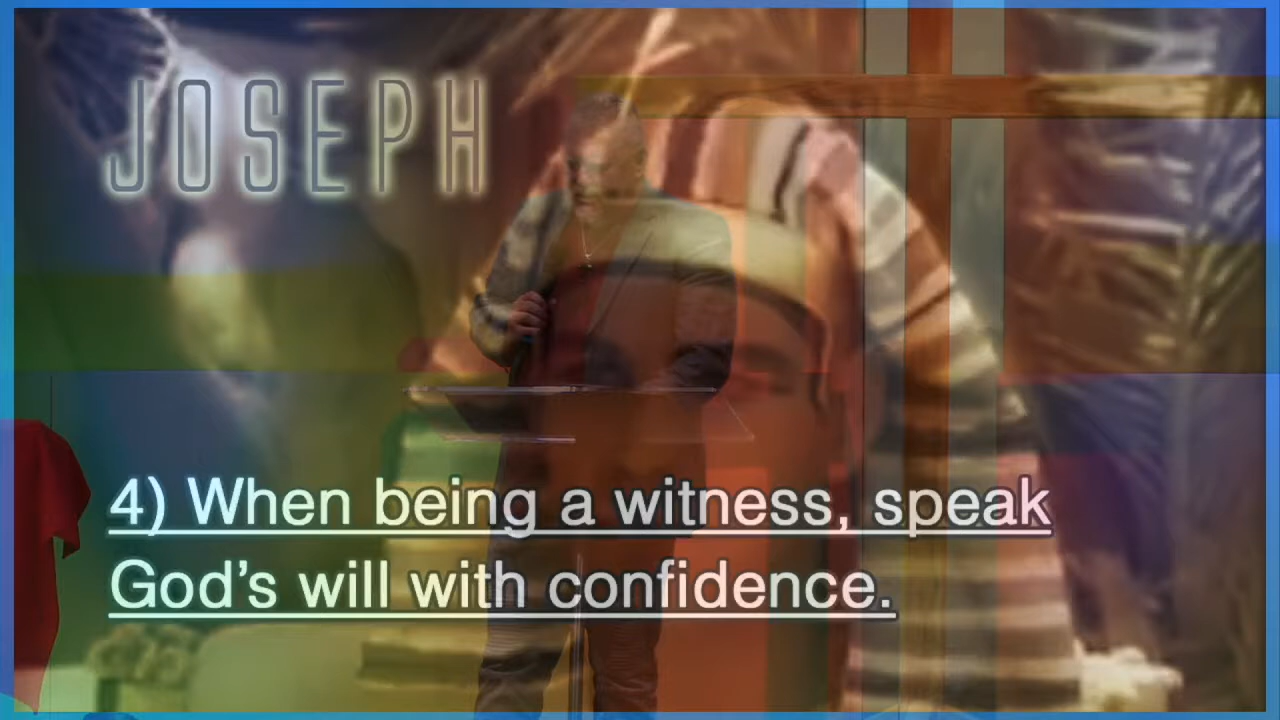 JOSEPH
4) When being a witness, speak
God’s will with confidence.